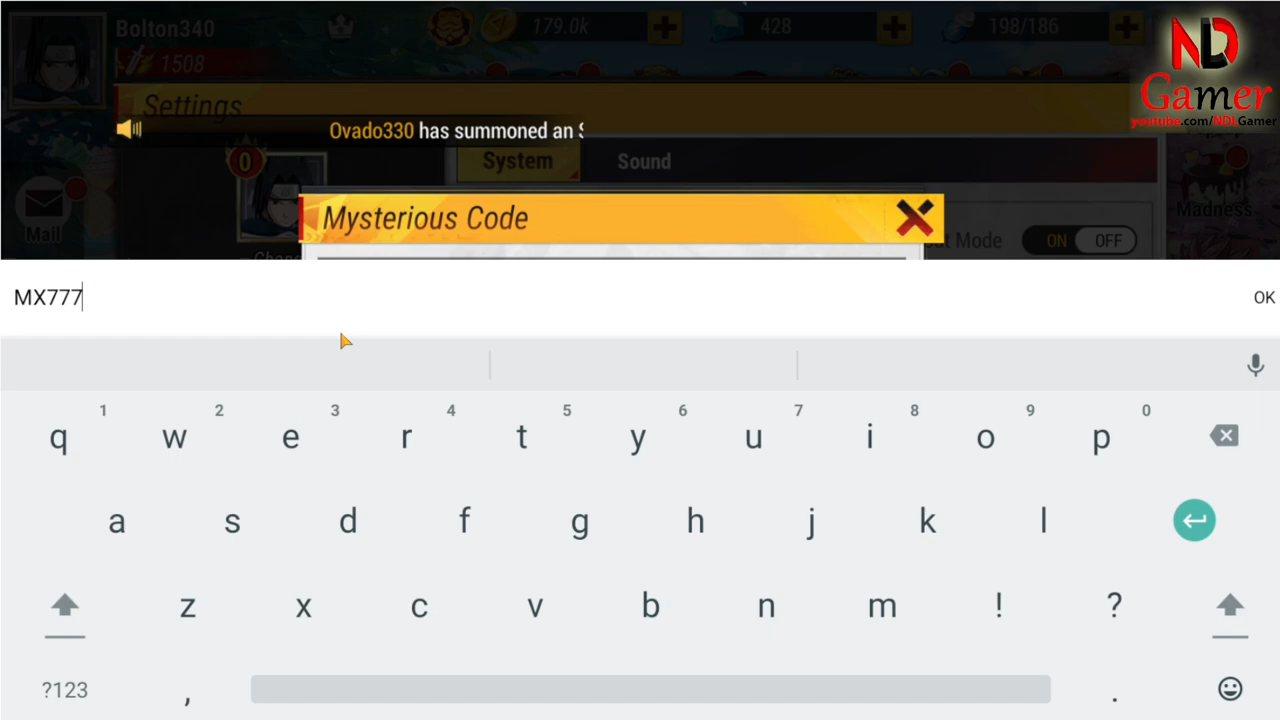 Bolton340
179.0k
428
198/186
1508
Settings
Ovado330 has summoned an S
0
System
Sound
Mail
Madness
Mysterious Code
Mode
ON OFF
ND
Gamer
youtube.com/NDLGamer
MX777
OK
1 2 3 4 5 6 7 8 9 0
q w e r t y u i o p
a s d f g h j k l
z x c v b n m ! ?
?123 , .